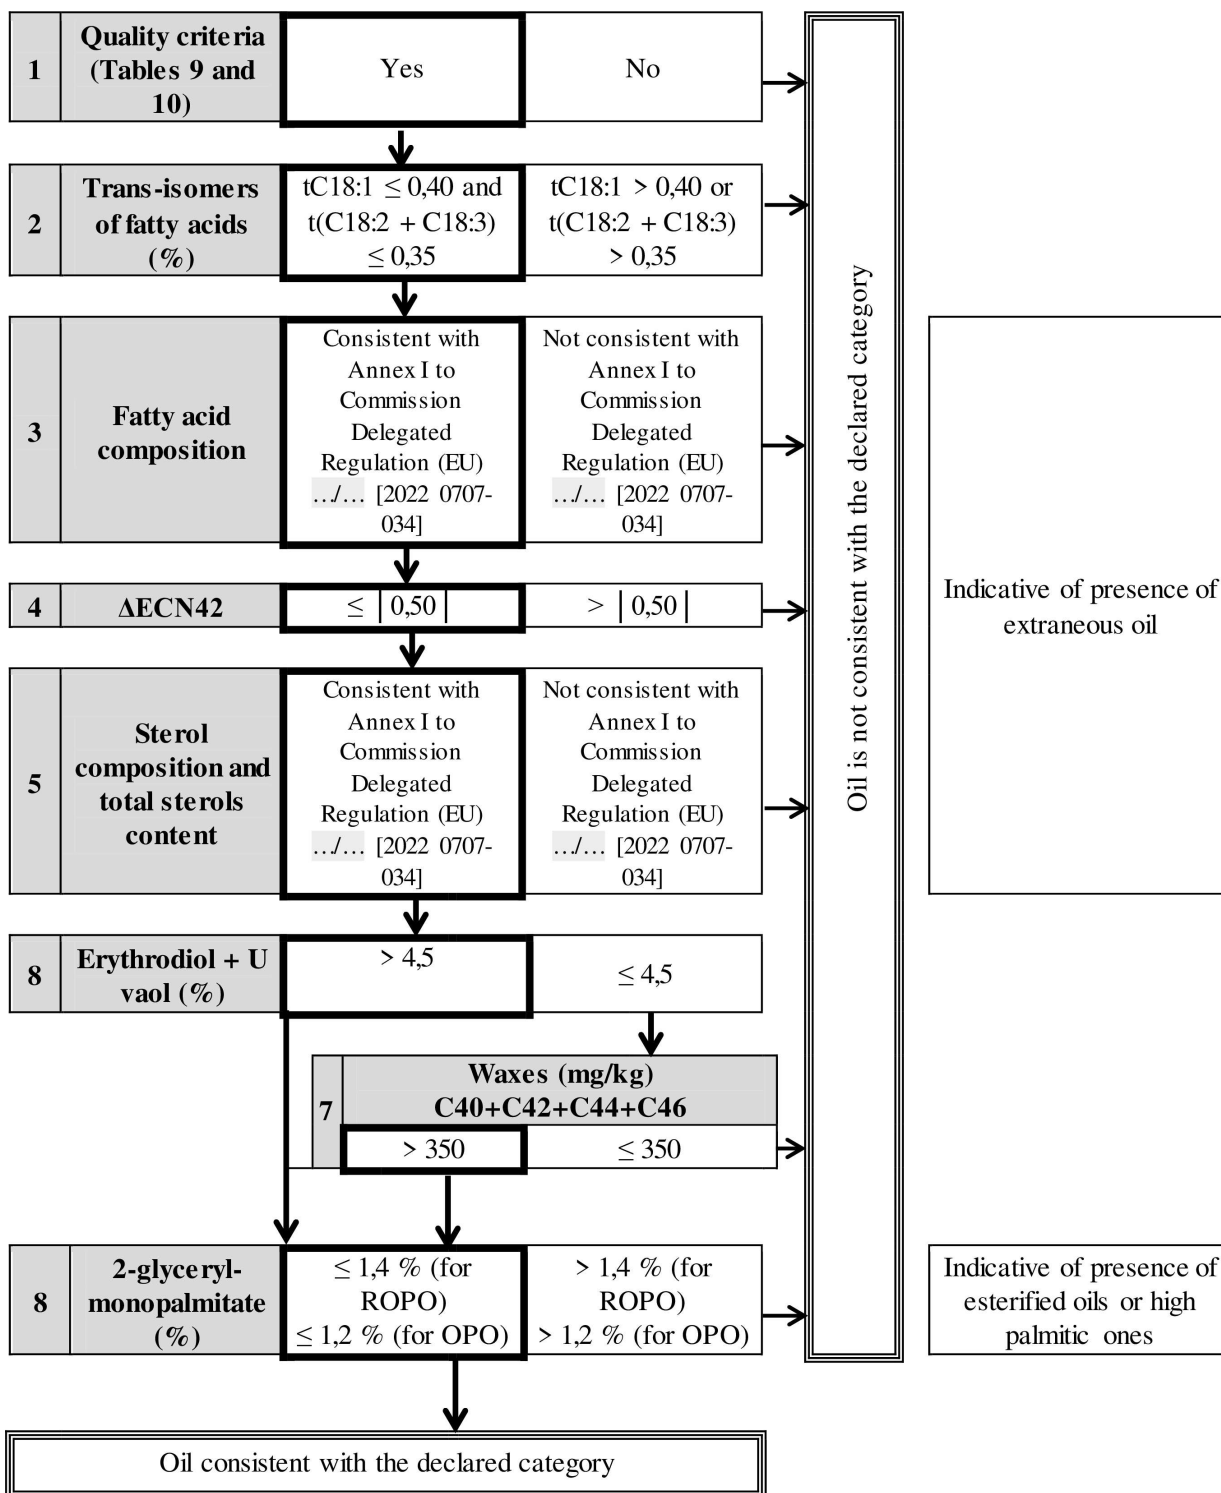 1
Quality criteria
(Tables 9 and
10)
Yes
No
2
Trans-isomers
of fatty acids
(%)
tC18:1 ≤ 0,40 and
t(C18:2 + C18:3)
≤ 0,35
tC18:1 > 0,40 or
t(C18:2 + C18:3)
> 0,35
3
Fatty acid
composition
Consistent with
Annex I to
Commission
Delegated
Regulation (EU)
…/… [2022 0707-
034]
Not consistent with
Annex I to
Commission
Delegated
Regulation (EU)
…/… [2022 0707-
034]
4
ΔECN42
≤ | 0,50 |
> | 0,50 |
5
Sterol
composition and
total sterols
content
Consistent with
Annex I to
Commission
Delegated
Regulation (EU)
…/… [2022 0707-
034]
Not consistent with
Annex I to
Commission
Delegated
Regulation (EU)
…/… [2022 0707-
034]
8
Erythrodiol + U
vaol (%)
> 4,5
≤ 4,5
7
Waxes (mg/kg)
C40+C42+C44+C46
> 350
≤ 350
8
2-glyceryl-
monopalmitate
(%)
≤ 1,4 % (for
ROPO)
≤ 1,2 % (for OPO)
> 1,4 % (for
ROPO)
> 1,2 % (for OPO)
Oil is not consistent with the declared category
Indicative of presence of
extraneous oil
Indicative of presence of
esterified oils or high
palmitic ones
Oil consistent with the declared category